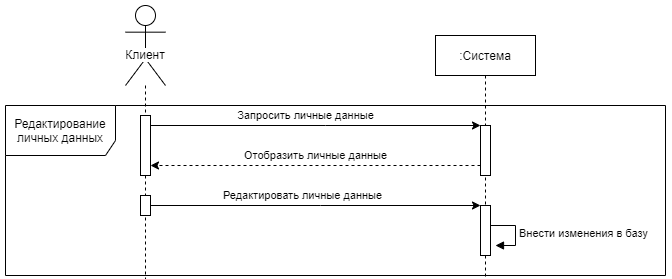 Клиент
:Система
Редактирование
личных данных
Запросить личные данные
Отобразить личные данные
Редактировать личные данные
Внести изменения в базу